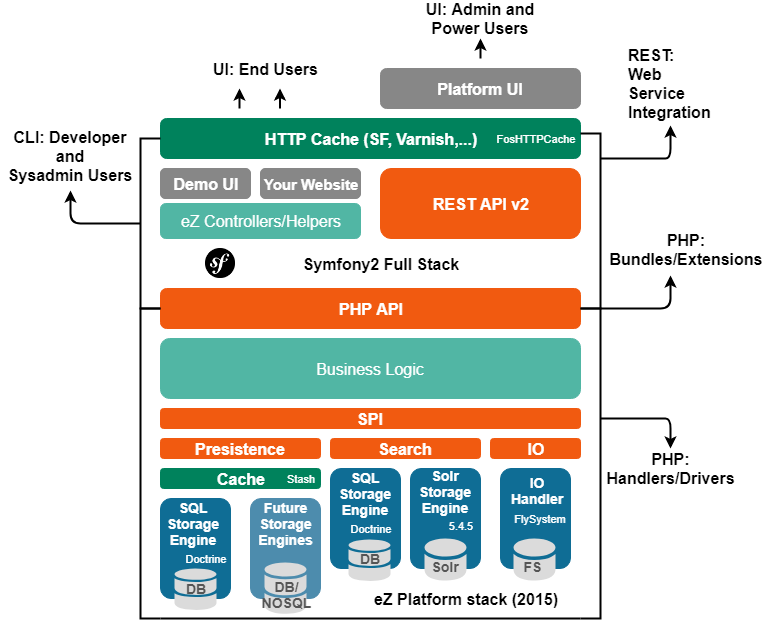 UI: Admin and
Power Users
UI: End Users
REST:
Web
Service
Integration
Platform UI
CLI: Developer
and
Sysadmin Users
HTTP Cache (SF, Varnish,...)
FosHTTPCache
Demo UI
Your Website
REST API v2
eZ Controllers/Helpers
PHP:
Bundles/Extensions
sf
Symfony2 Full Stack
PHP API
Business Logic
SPI
Presistence
Search
IO
PHP:
Handlers/Drivers
Cache
Stash
SQL
Storage
Engine
Doctrine
DB
Future
Storage
Engines
DB/
NOSQL
SQL
Storage
Engine
Doctrine
DB
Solr
Storage
Engine
5.4.5
Solr
IO
Handler
FlySystem
FS
eZ Platform stack (2015)